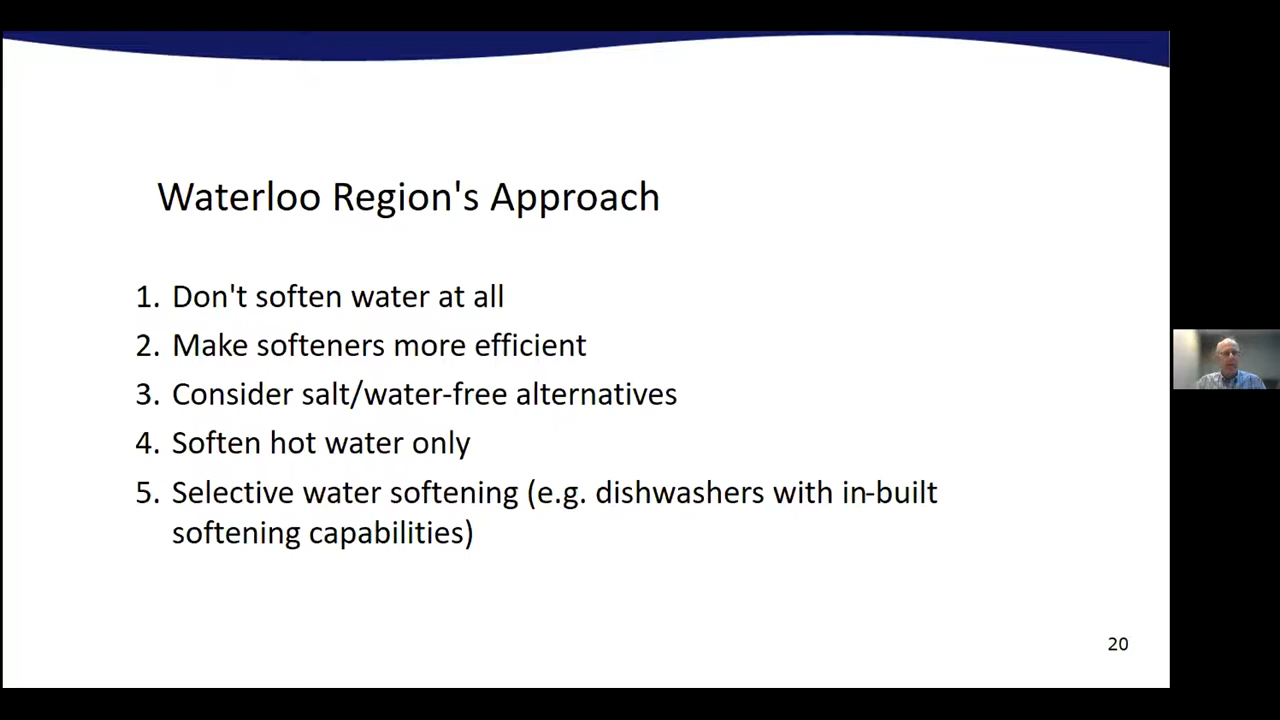 Waterloo Region's Approach
1. Don't soften water at all
2. Make softeners more efficient
3. Consider salt/water-free alternatives
4. Soften hot water only
5. Selective water softening (e.g. dishwashers with in-built
softening capabilities)
20